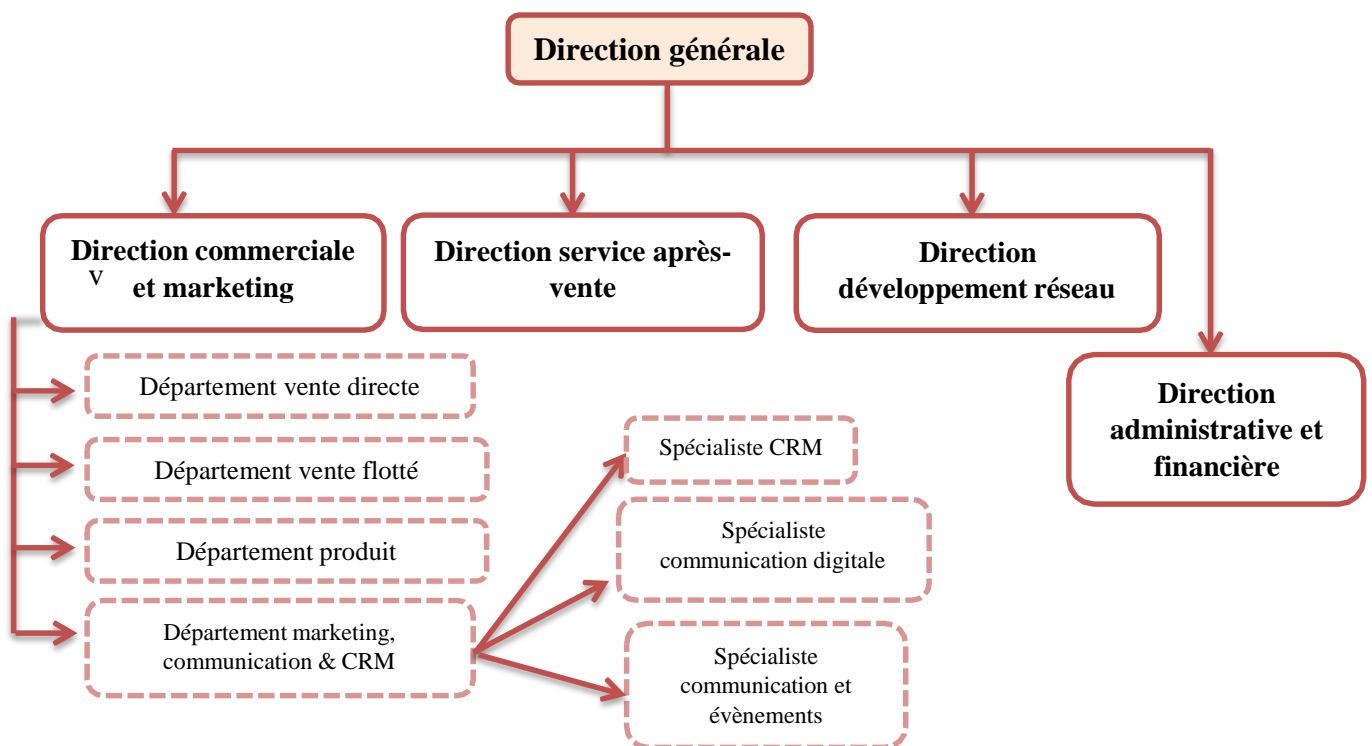 Direction générale
Direction commerciale
v et marketing
Direction service après-
vente
Direction
développement réseau
Direction
administrative et
financière
Département vente directe
Département vente flotté
Département produit
Département marketing,
communication & CRM
Spécialiste CRM
Spécialiste
communication digitale
Spécialiste
communication et
évènements